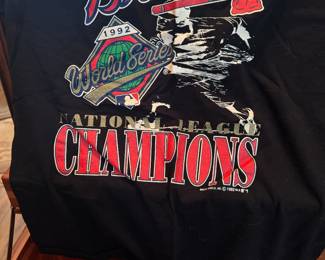 1992
World Series
NATIONAL LEAGUE
CHAMPIONS